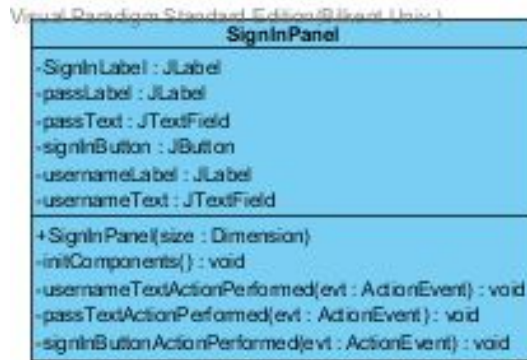 Visual Paradigm Standard Edition(Bilkent Univ.)
SignInPanel
-SignInLabel : JLabel
-passLabel : JLabel
-passText : JTextField
-signInButton : JButton
-usernameLabel : JLabel
-usernameText : JTextField
+SignInPanel(size : Dimension)
-initComponents() : void
-usernameTextActionPerformed(evt : ActionEvent) : void
-passTextActionPerformed(evt : ActionEvent) : void
-signInButtonActionPerformed(evt : ActionEvent) : void